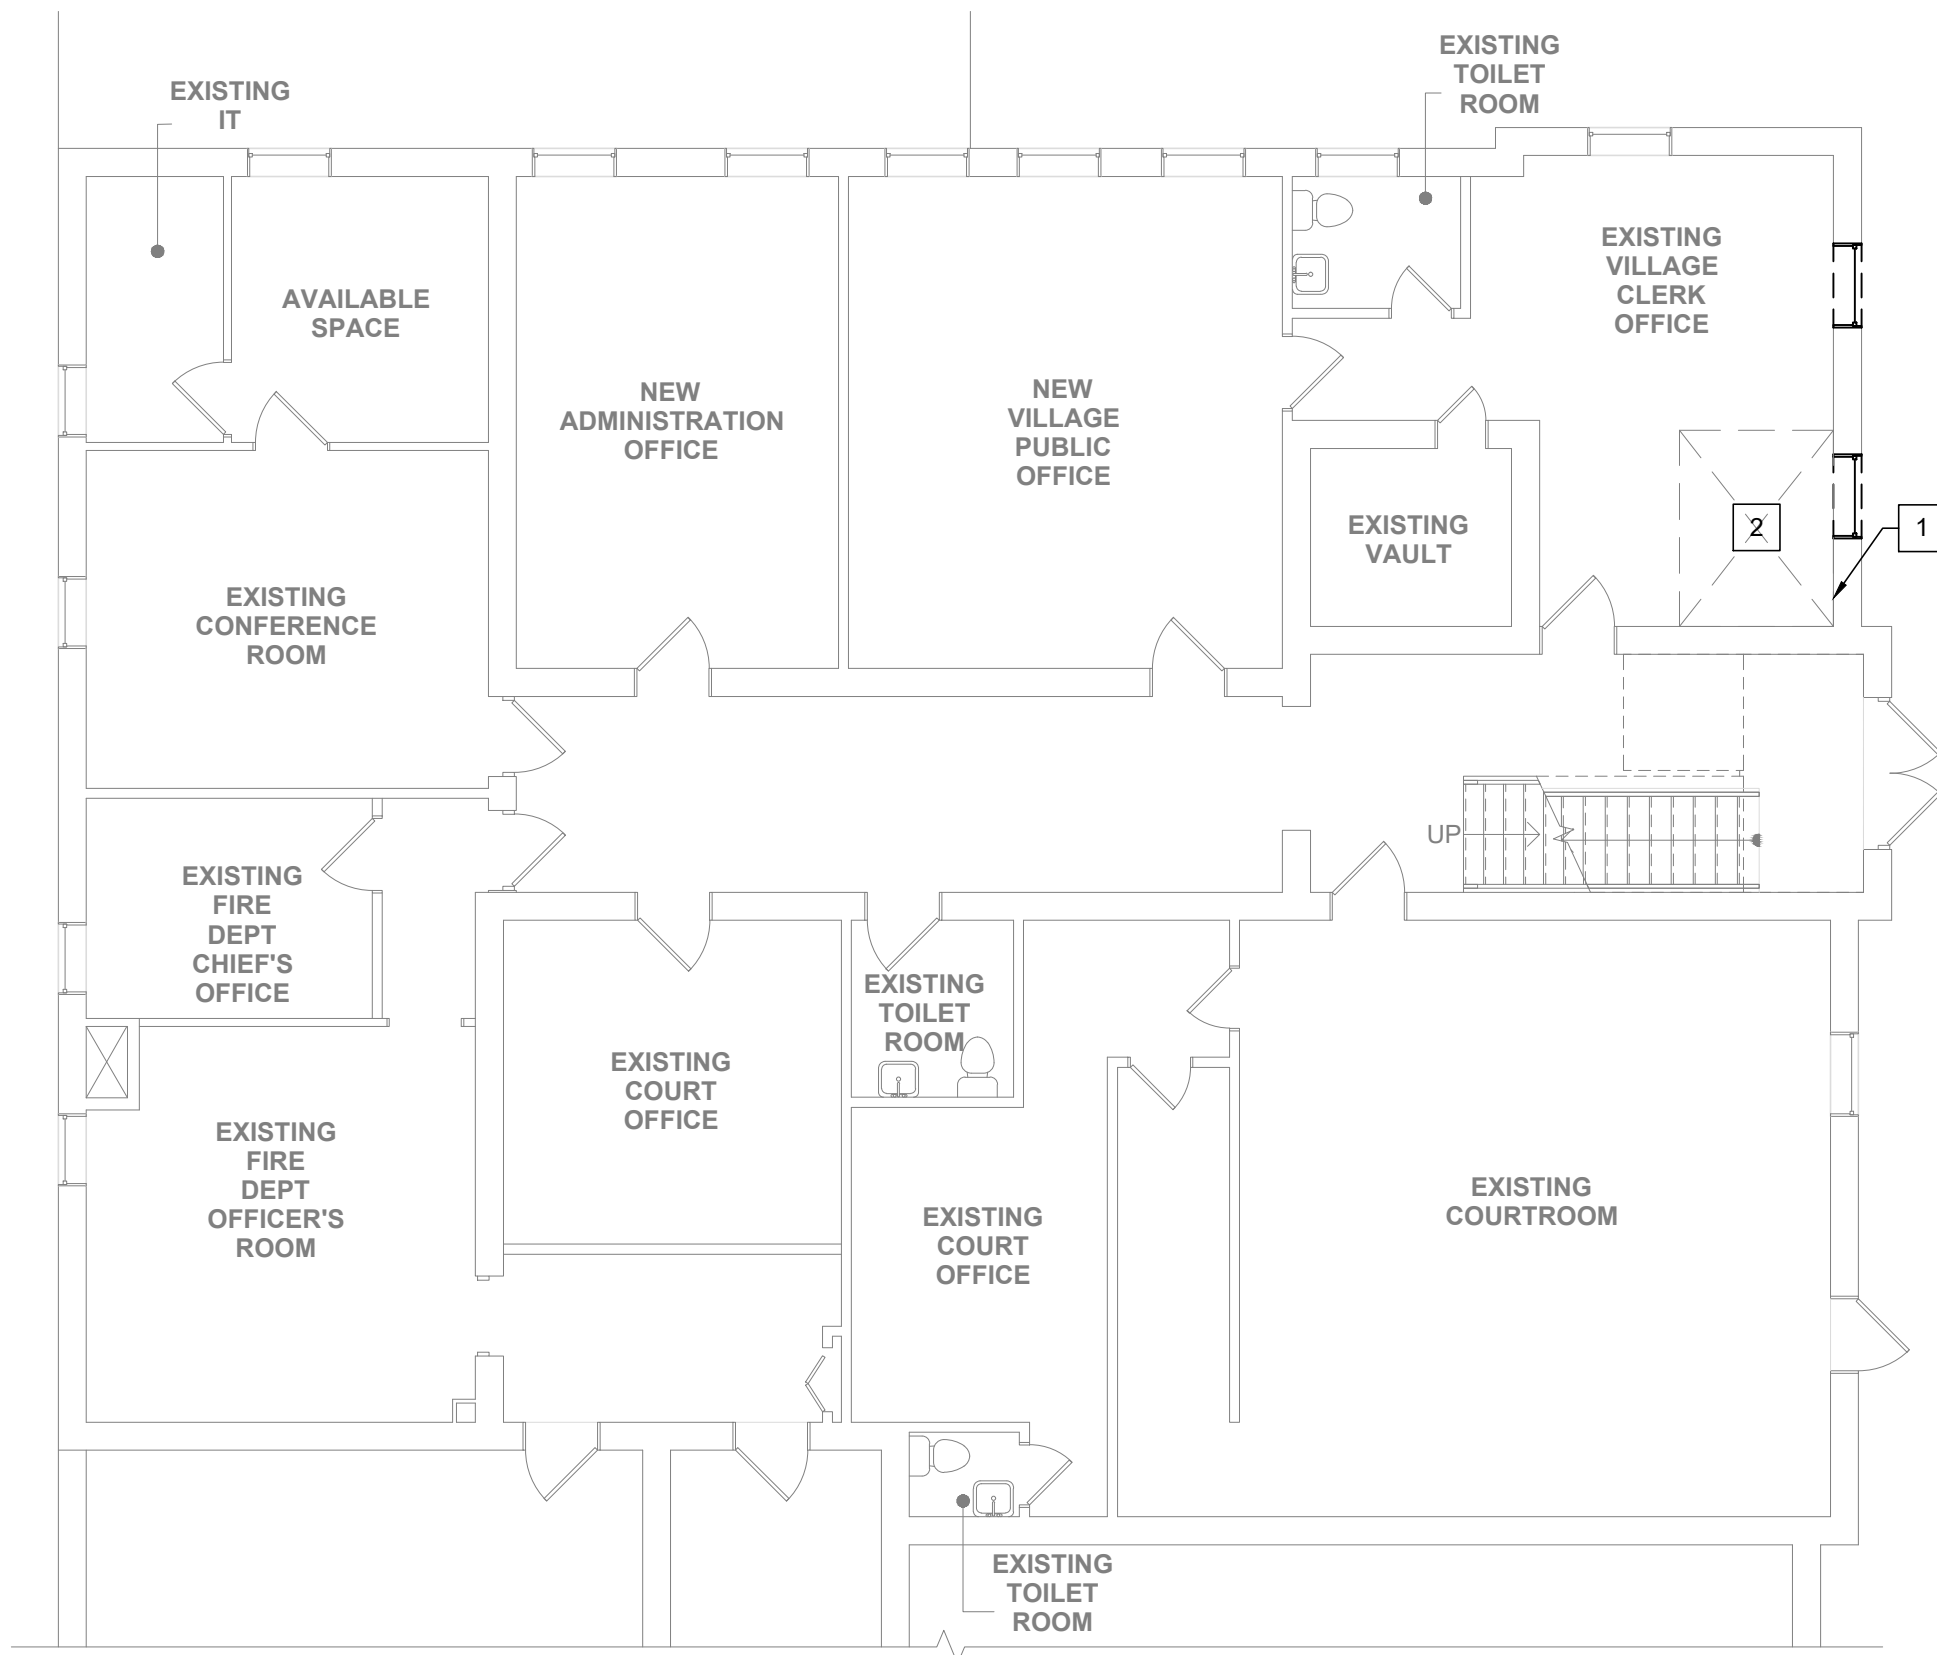 EXISTING
TOILET
ROOM
EXISTING
IT
EXISTING
VILLAGE
CLERK
OFFICE
AVAILABLE
SPACE
NEW
ADMINISTRATION
OFFICE
NEW
VILLAGE
PUBLIC
OFFICE
EXISTING
VAULT
2
1
EXISTING
CONFERENCE
ROOM
UP
EXISTING
FIRE
DEPT
CHIEF'S
OFFICE
EXISTING
TOILET
ROOM
EXISTING
COURT
OFFICE
EXISTING
FIRE
DEPT
OFFICER'S
ROOM
EXISTING
COURT
OFFICE
EXISTING
COURTROOM
EXISTING
TOILET
ROOM